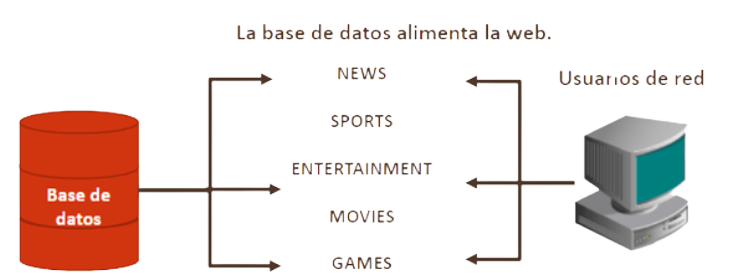 La base de datos alimenta la web.
NEWS
Usuarios de red
SPORTS
ENTERTAINMENT
Base de
datos
MOVIES
GAMES